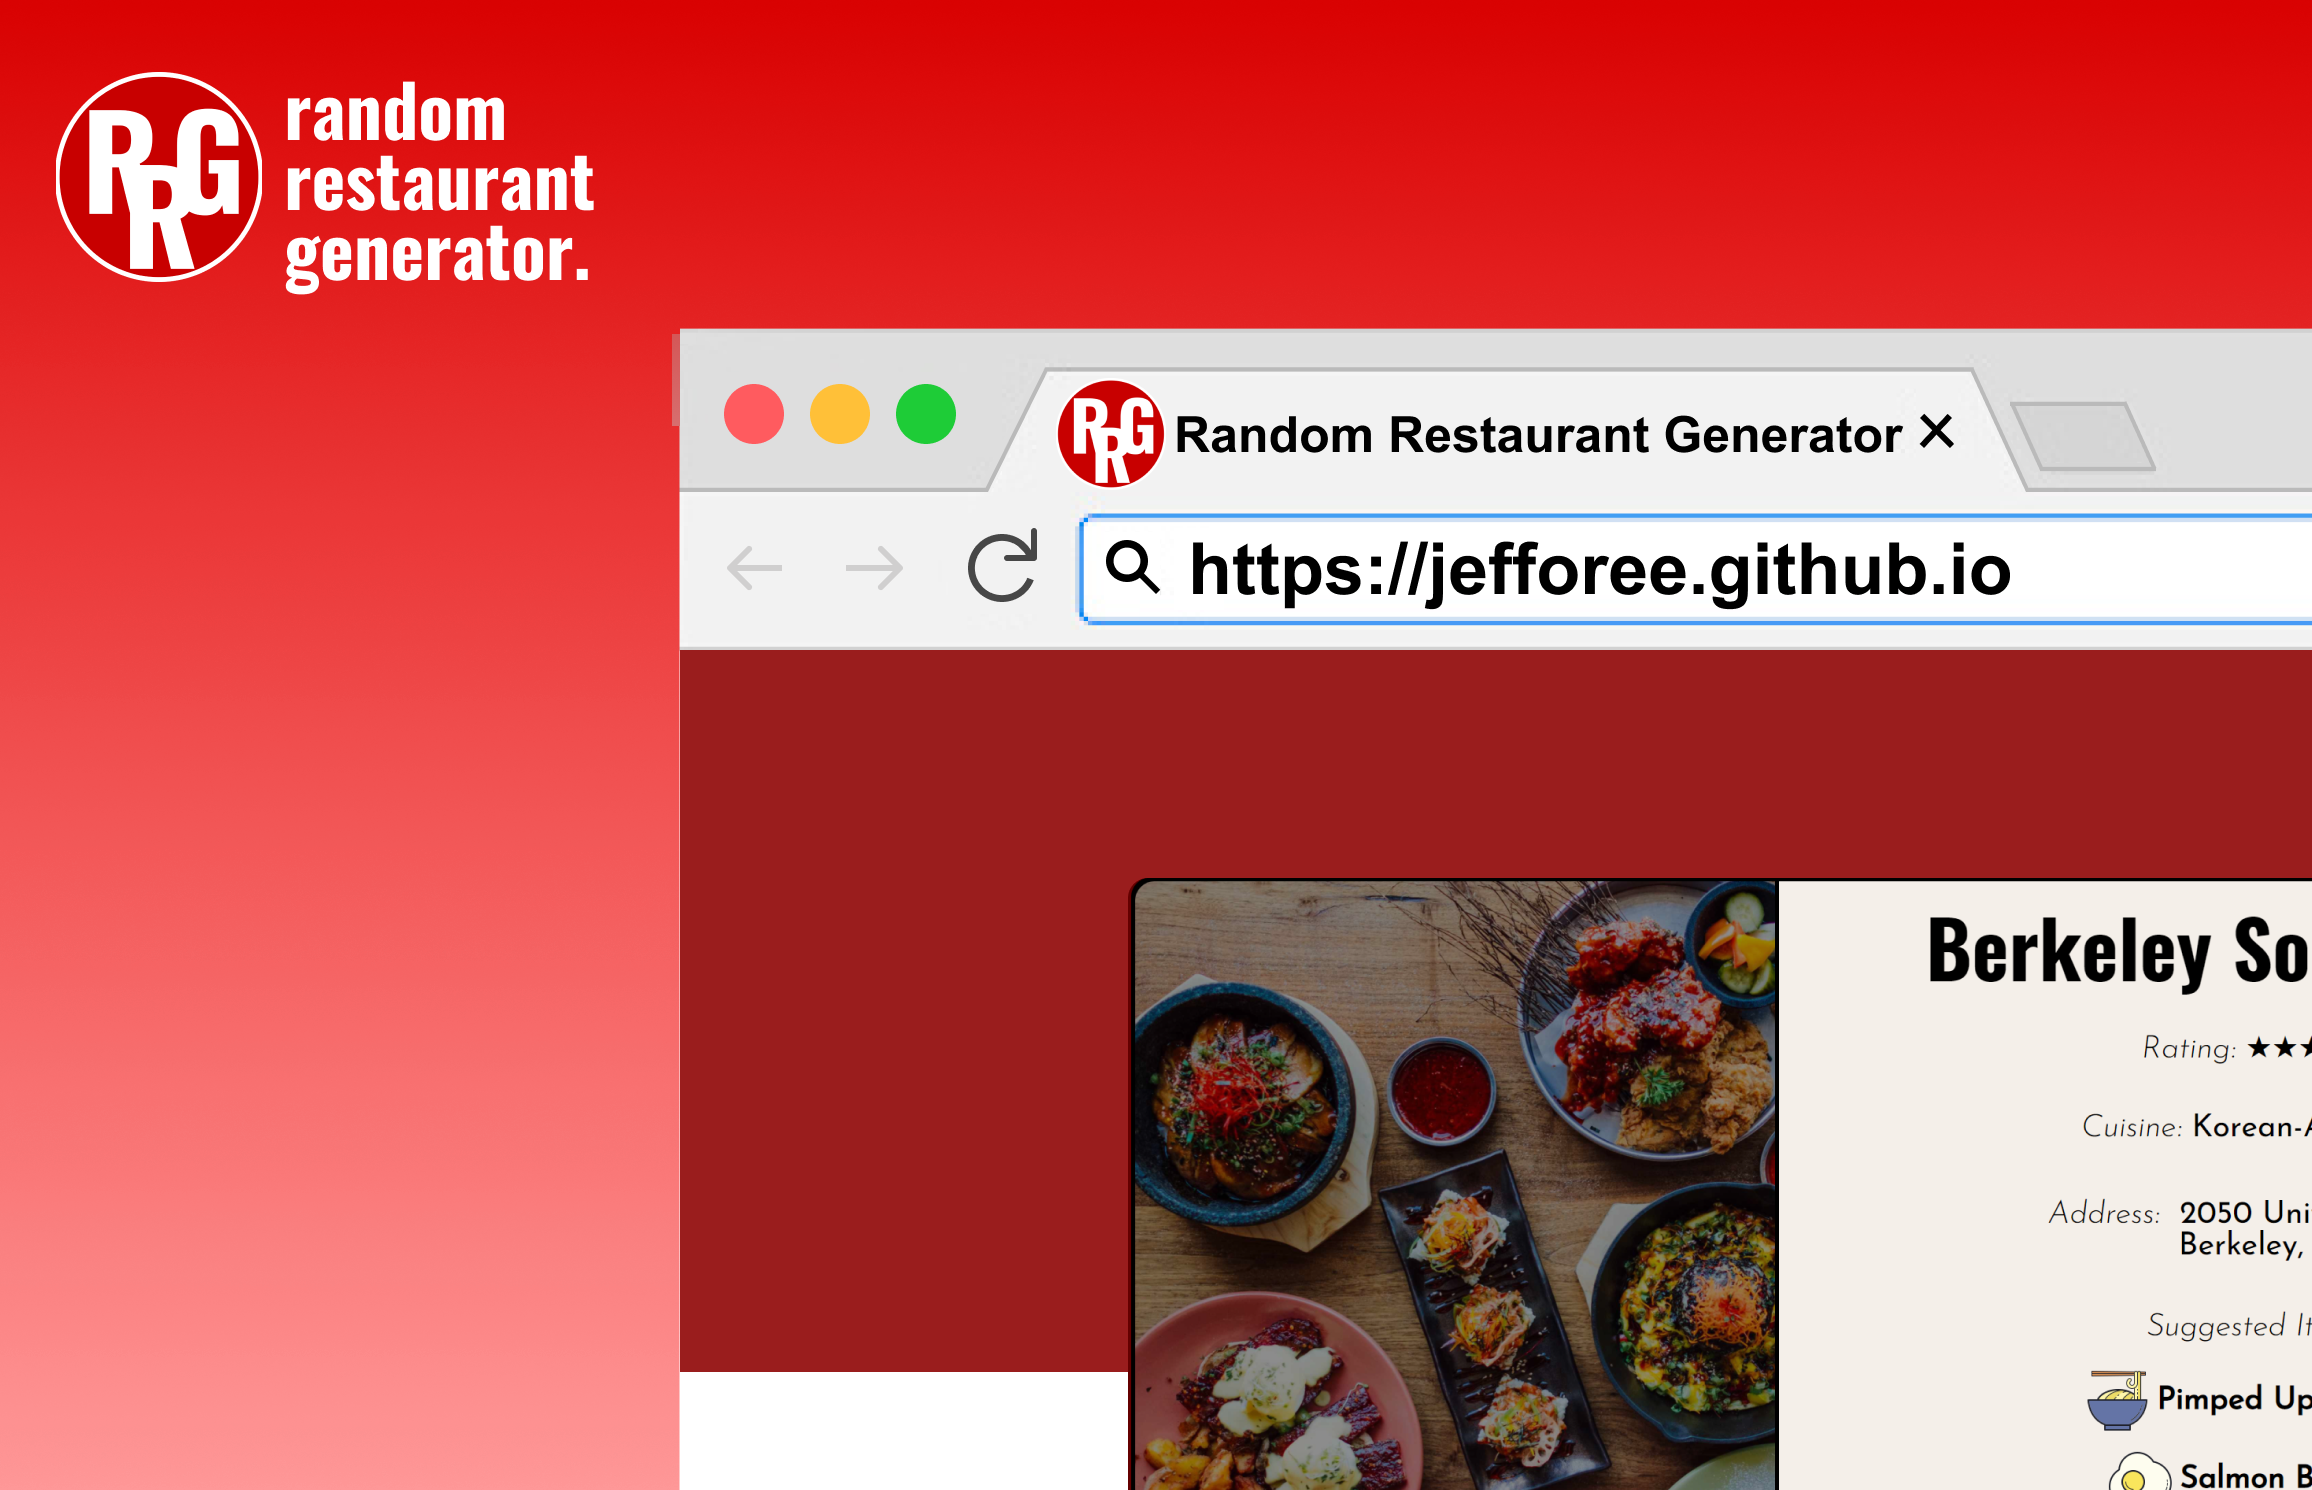 RRG
random
restaurant
generator.
RRG Random Restaurant Generator
https://jefforee.github.io
Berkeley So
Rating: ★★★
Cuisine: Korean-A
Address: 2050 Uni
Berkeley,
Suggested It
Pimped Up
Salmon B